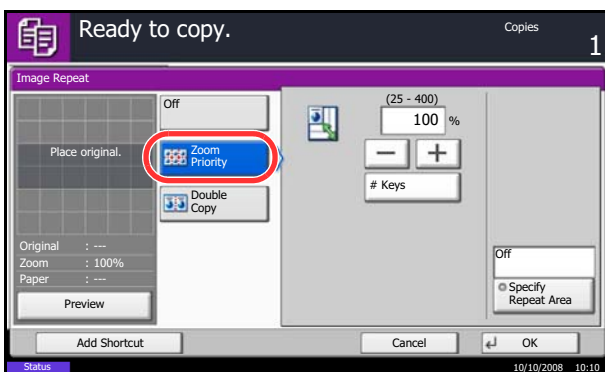 Ready to copy.
Copies
1
Image Repeat
Place original.
Original : ---
Zoom : 100%
Paper : ---
Preview
Off
Zoom
Priority
Double
Copy
(25 - 400)
100 %
# Keys
Off
Specify
Repeat Area
Add Shortcut
Cancel
OK
Status
10/10/2008 10:10